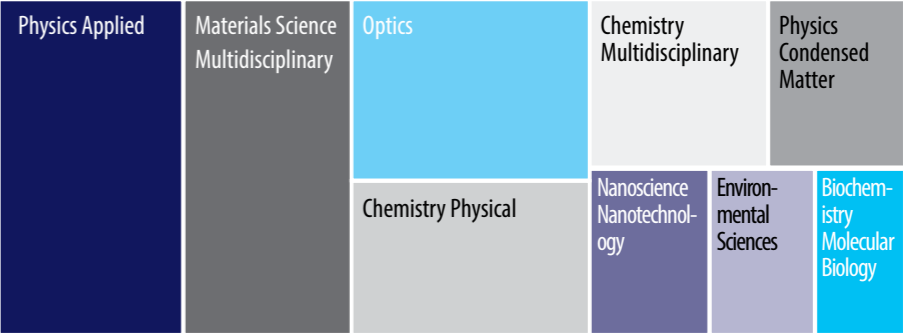 Physics Applied
Materials Science
Multidisciplinary
Optics
Chemistry Physical
Chemistry
Multidisciplinary
Physics
Condensed
Matter
Nanoscience
Nanotechnol-
ogy
Environ-
mental
Sciences
Biochem-
istry
Molecular
Biology